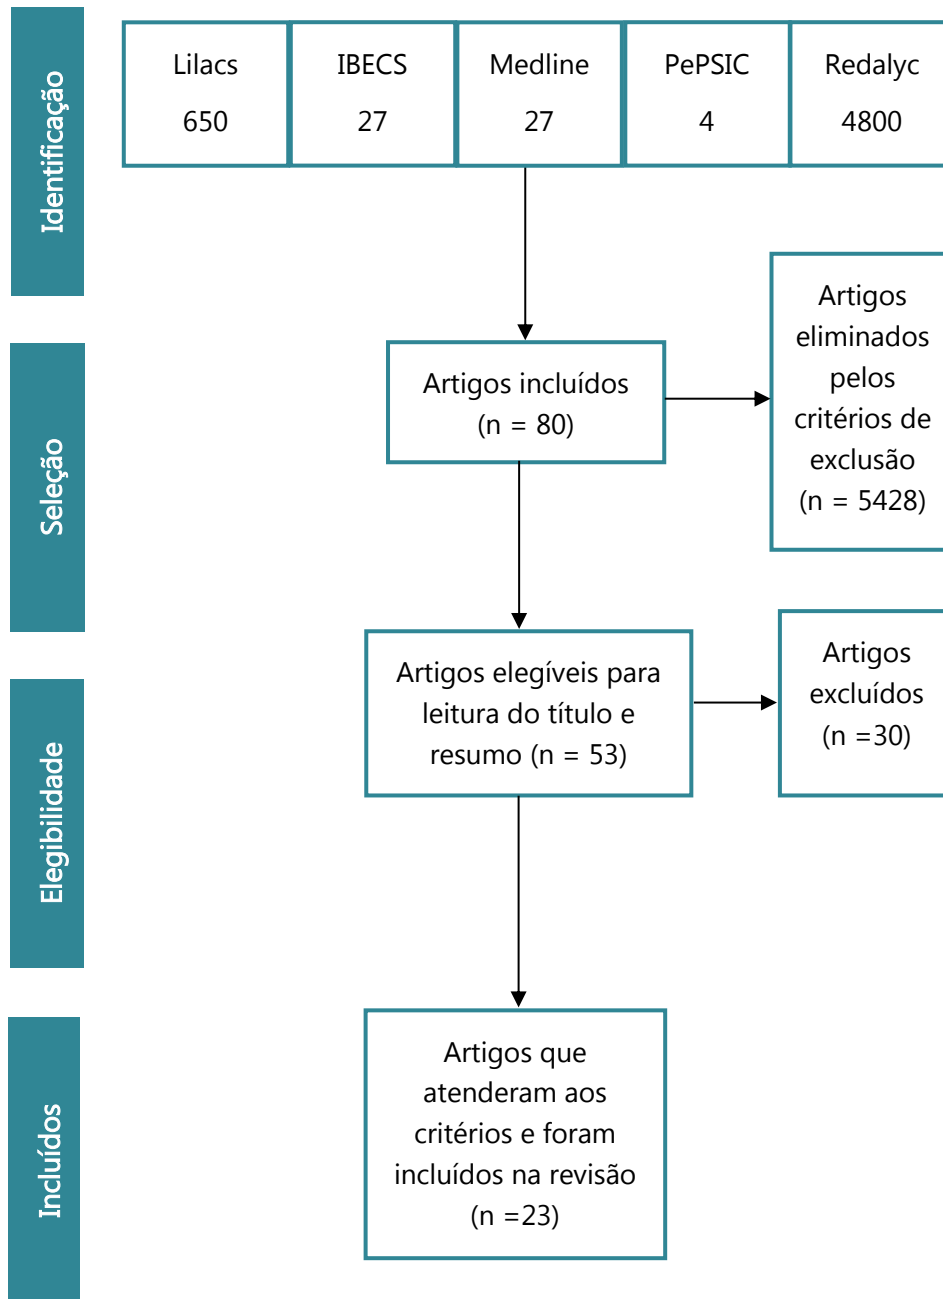 Identificação
Lilacs
650
IBECS
27
Medline
27
PePSIC
4
Redalyc
4800
Artigos
eliminados
pelos
critérios de
exclusão
(n = 5428)
Seleção
Artigos incluídos
(n = 80)
Elegibilidade
Artigos elegíveis para
leitura do título e
resumo (n = 53)
Artigos
excluídos
(n =30)
Incluídos
Artigos que
atenderam aos
critérios e foram
incluídos na revisão
(n =23)